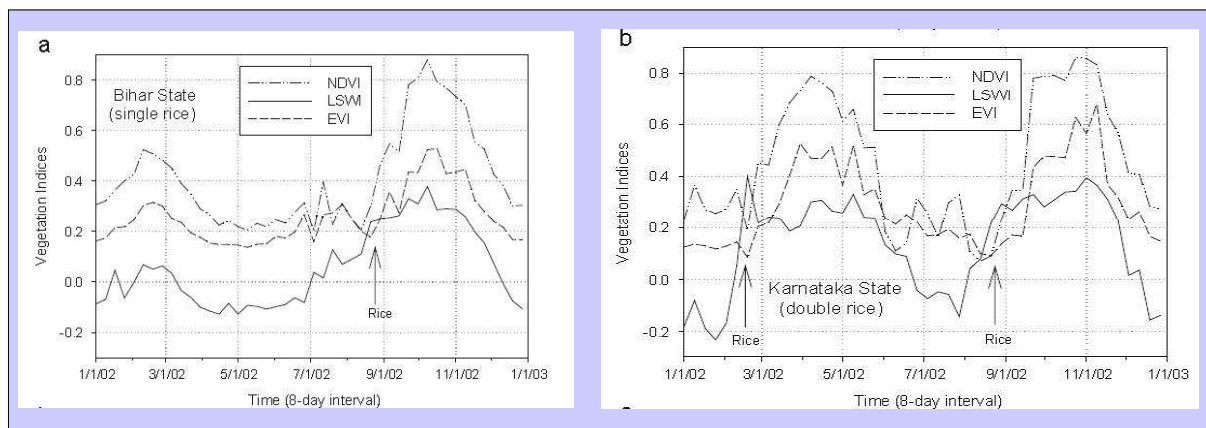 a
0.8
0.6
0.4
0.2
0.0
-0.2
Vegetation Indices
Bihar State
(single rice)
NDVI
LSWI
EVI
Rice
1/1/02 3/1/02 5/1/02 7/1/02 9/1/02 11/1/02 1/1/03
Time (8-day interval)
b
0.8
0.6
0.4
0.2
0.0
-0.2
Vegetation Indices
NDVI
LSWI
EVI
Karnataka State
(double rice)
Rice
Rice
1/1/02 3/1/02 5/1/02 7/1/02 9/1/02 11/1/02 1/1/03
Time (8-day interval)